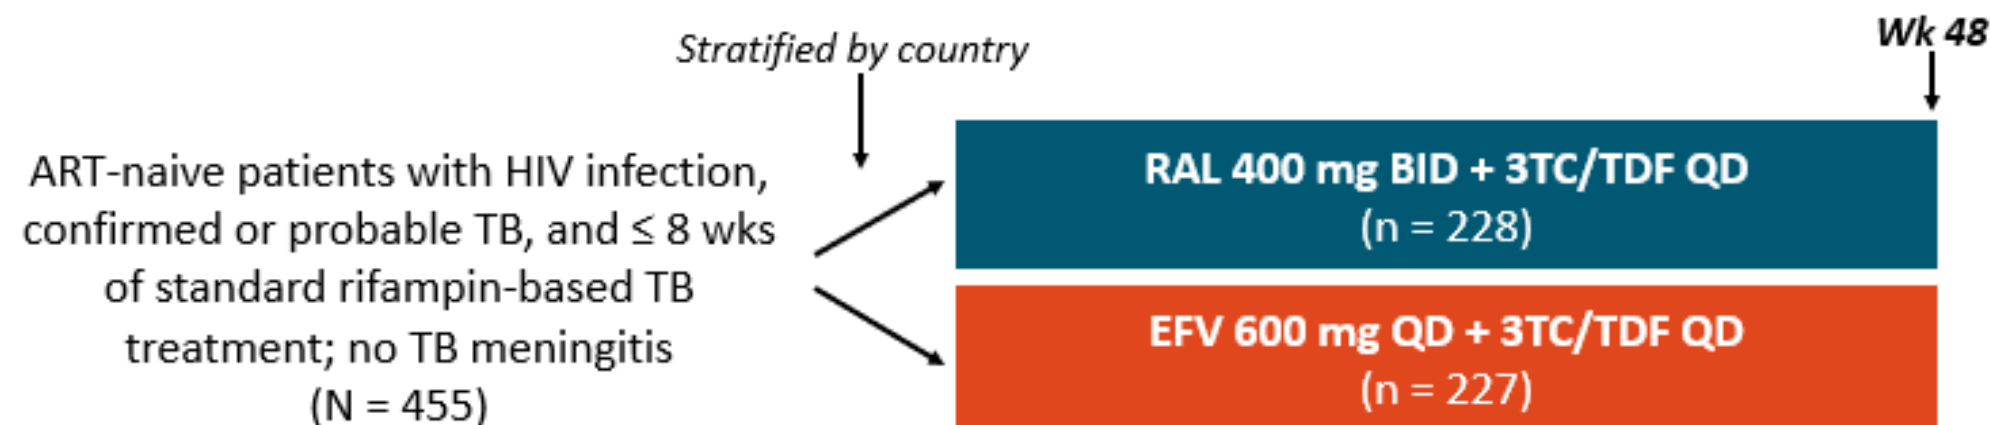 Stratified by country
Wk 48
ART-naive patients with HIV infection,
confirmed or probable TB, and ≤ 8 wks
of standard rifampin-based TB
treatment; no TB meningitis
(N = 455)
RAL 400 mg BID + 3TC/TDF QD
(n = 228)
EFV 600 mg QD + 3TC/TDF QD
(n = 227)